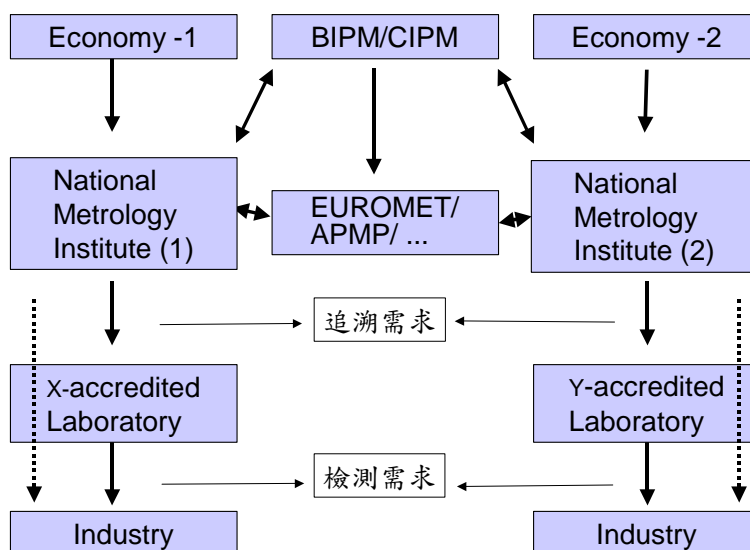 Economy -1
BIPM/CIPM
Economy -2
National
Metrology
Institute (1)
EUROMET/
APMP/ ...
National
Metrology
Institute (2)
追溯需求
X-accredited
Laboratory
Y-accredited
Laboratory
檢測需求
Industry
Industry